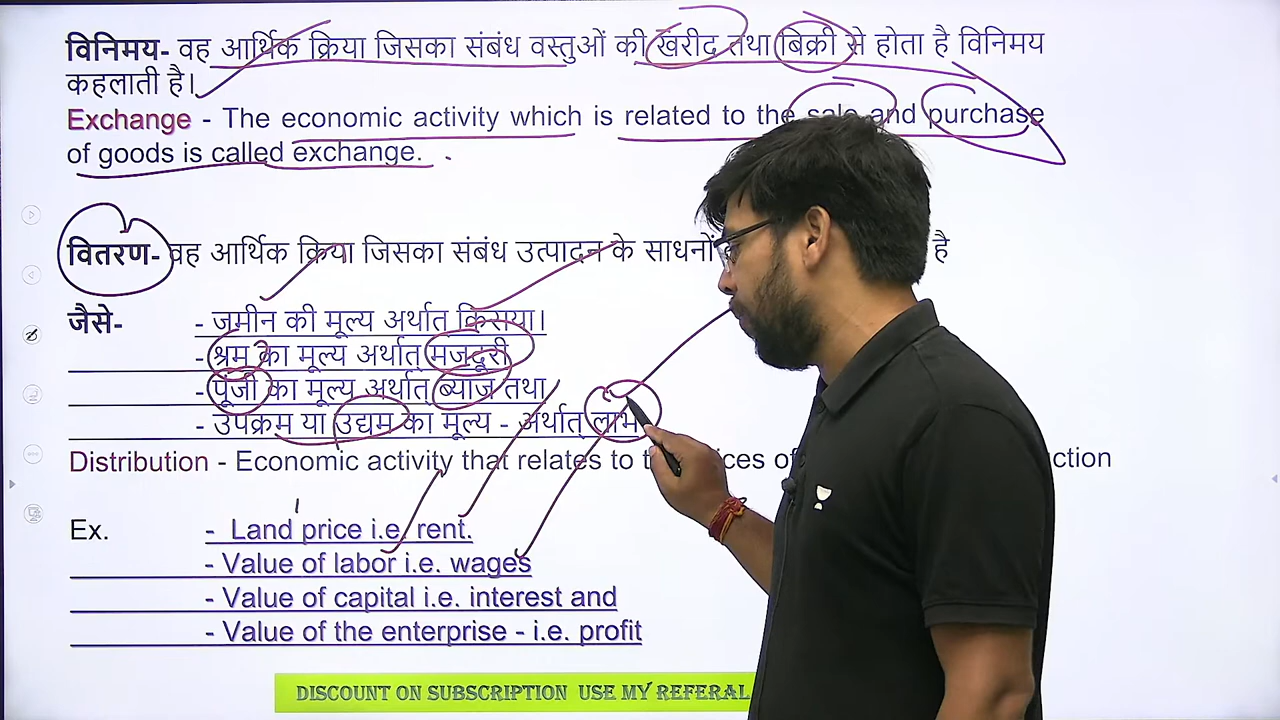 विनिमय- वह आर्थिक क्रिया जिसका संबंध वस्तुओं की खरीद तथा बिक्री से होता है विनिमय
कहलाती है।
Exchange - The economic activity which is related to the sale and purchase
of goods is called exchange.
वितरण- वह आर्थिक क्रिया जिसका संबंध उत्पादन के साधनों है
जैसे- - जमीन की मूल्य अर्थात किराया।
- श्रम का मूल्य अर्थात् मजदूरी
- पूंजी का मूल्य अर्थात् ब्याज तथा
- उपक्रम या उद्यम का मूल्य - अर्थात् लाभ
Distribution - Economic activity that relates to of
Ex. - Land price i.e. rent.
- Value of labor i.e. wages
- Value of capital i.e. interest and
- Value of the enterprise - i.e. profit
DISCOUNT ON SUBSCRIPTION USE MY REFERAL